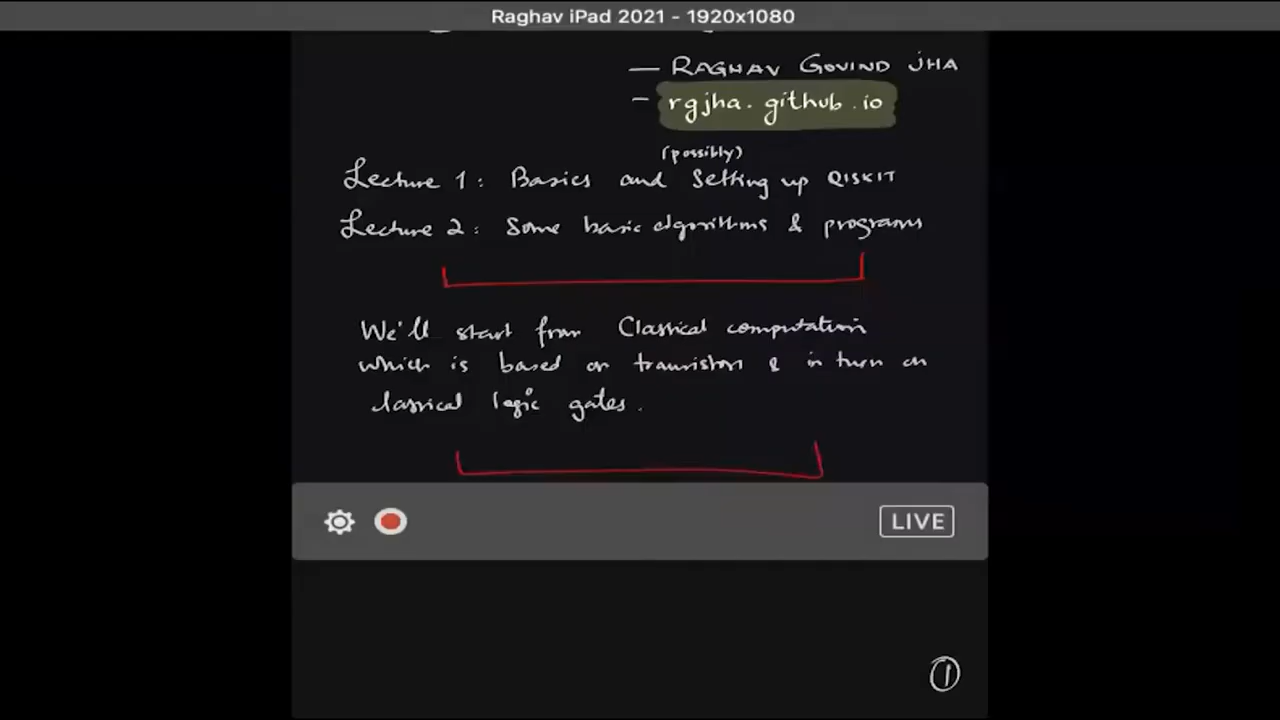 Raghav iPad 2021 - 1920x1080
— RAGHAV GOVIND JHA
- rgjha.github.io
(possibly)
Lecture 1: Basics and Setting up QISKIT
Lecture 2: Some basic algorithms & programs
We'll start from Classical computation
which is based on transistors & in turn on
classical logic gates.
LIVE
1